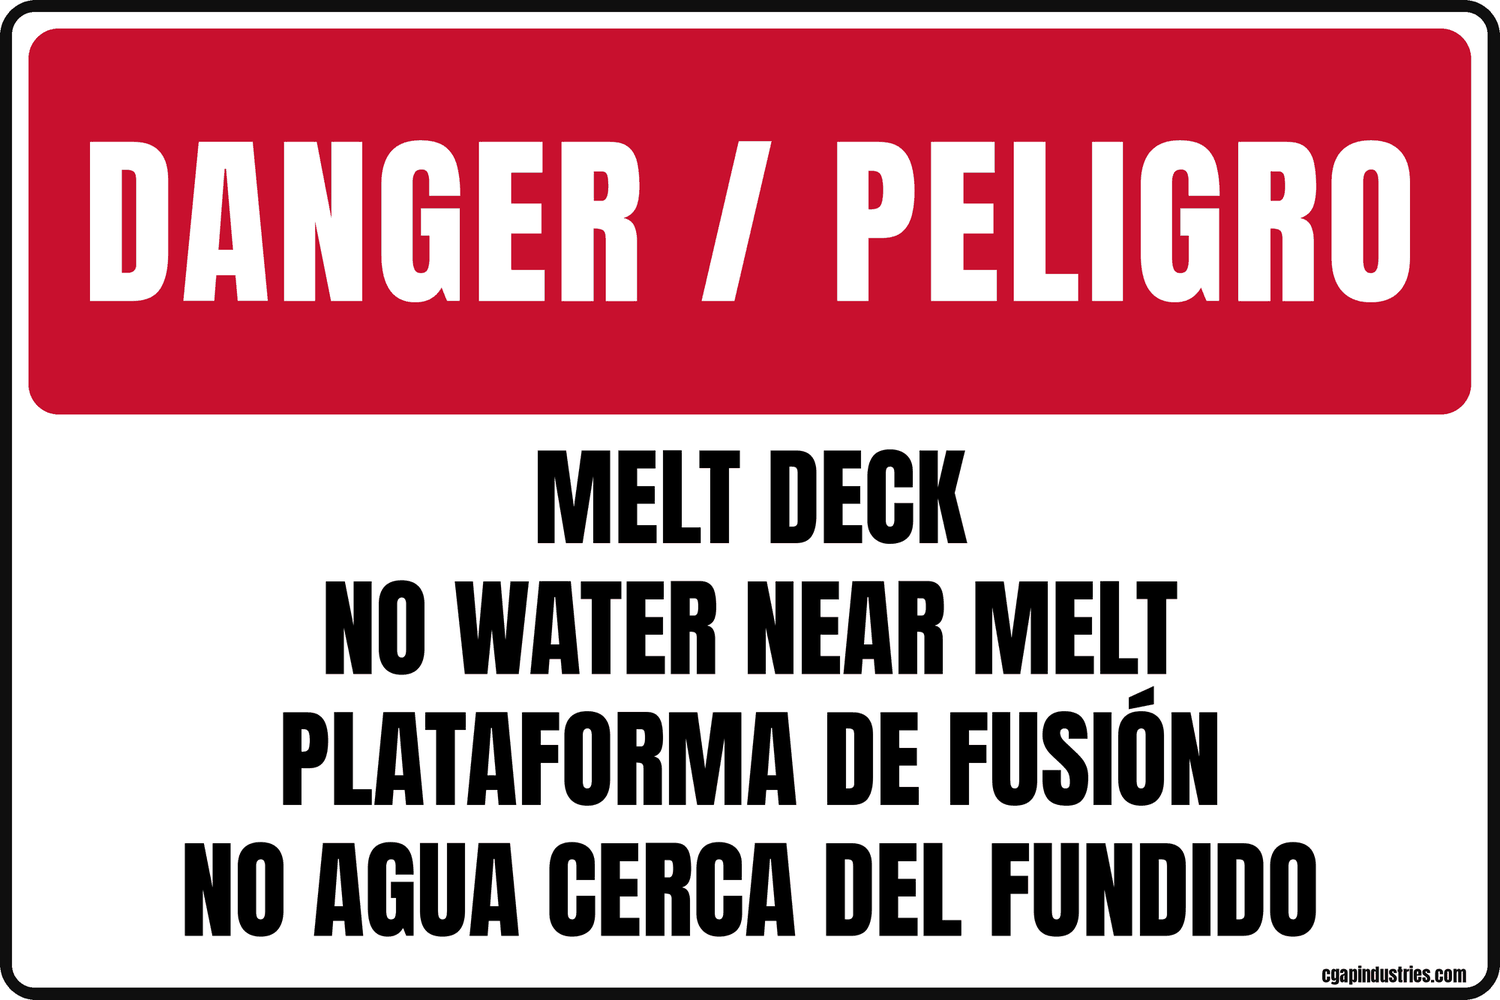 DANGER / PELIGRO
MELT DECK
NO WATER NEAR MELT
PLATAFORMA DE FUSIÓN
NO AGUA CERCA DEL FUNDIDO
cgapindustries.com